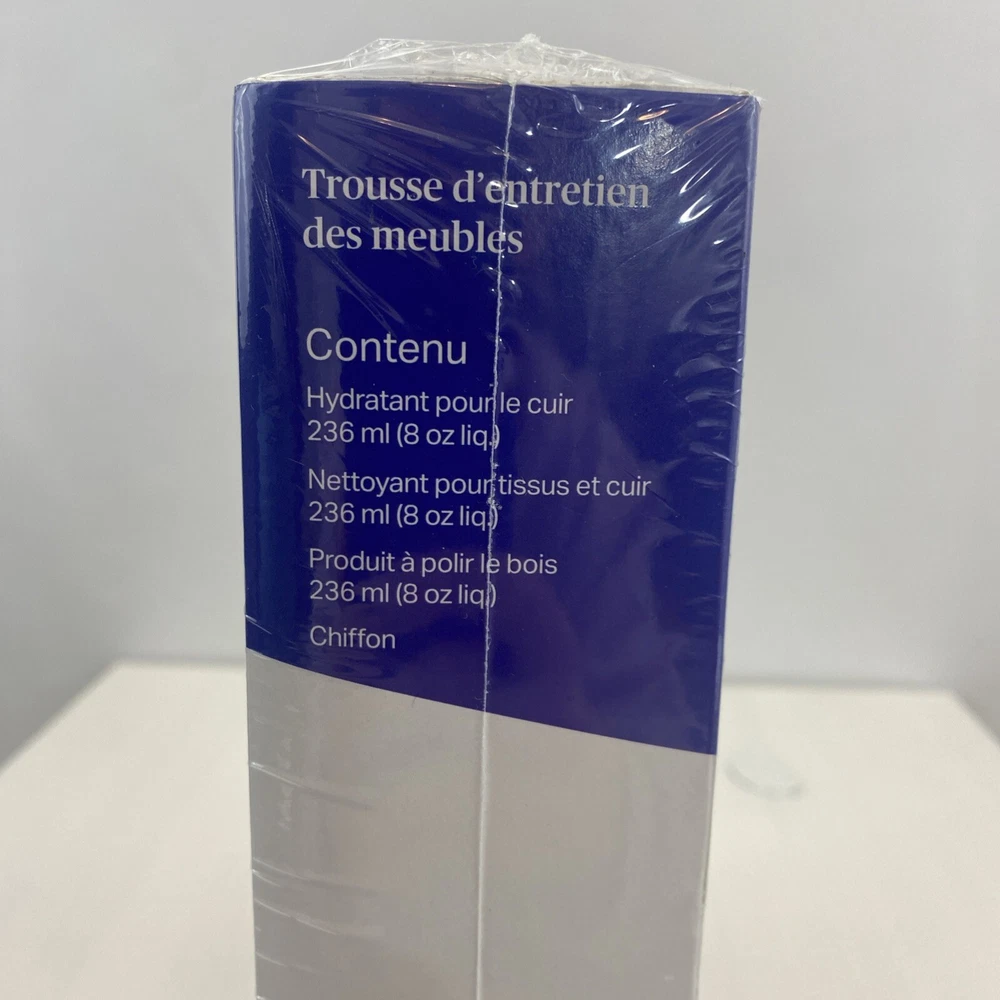 Trousse d'entretien
des meubles
Contenu
Hydratant pour le cuir
236 ml (8 oz liq.)
Nettoyant pour tissus et cuir
236 ml (8 oz liq.)
Produit à polir le bois
236 ml (8 oz liq.)
Chiffon